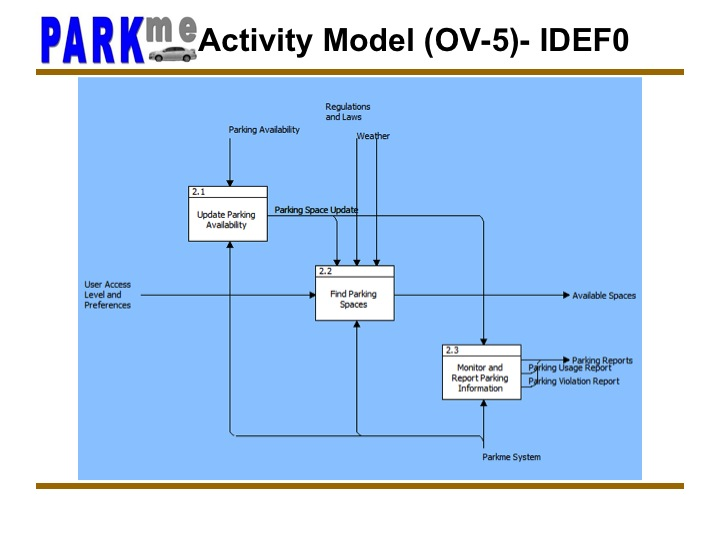 PARKme
Activity Model (OV-5)- IDEF0
Regulations
and Laws
Parking Availability
Weather
2.1
Update Parking
Availability
Parking Space Update
2.2
Find Parking
Spaces
User Access
Level and
Preferences
Available Spaces
2.3
Monitor and
Report Parking
Information
Parking Reports
Parking Usage Report
Parking Violation Report
Parkme System